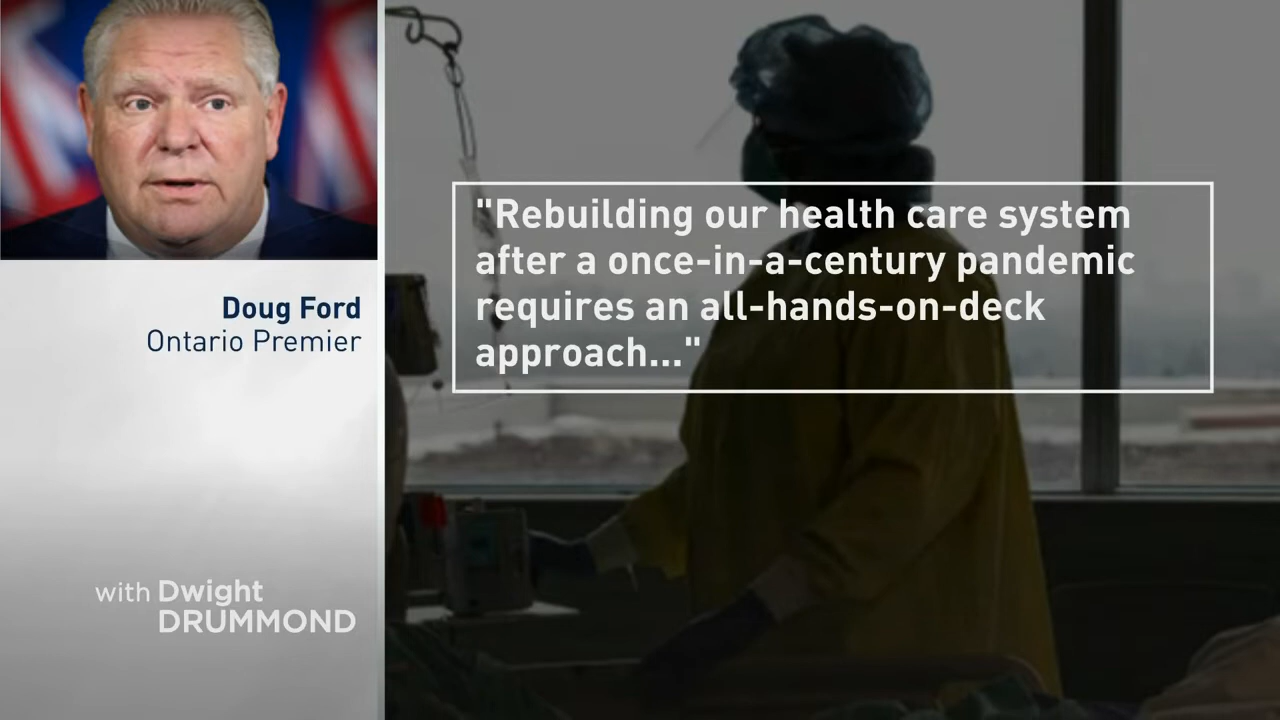 Doug Ford
Ontario Premier
"Rebuilding our health care system
after a once-in-a-century pandemic
requires an all-hands-on-deck
approach..."
with Dwight
DRUMMOND